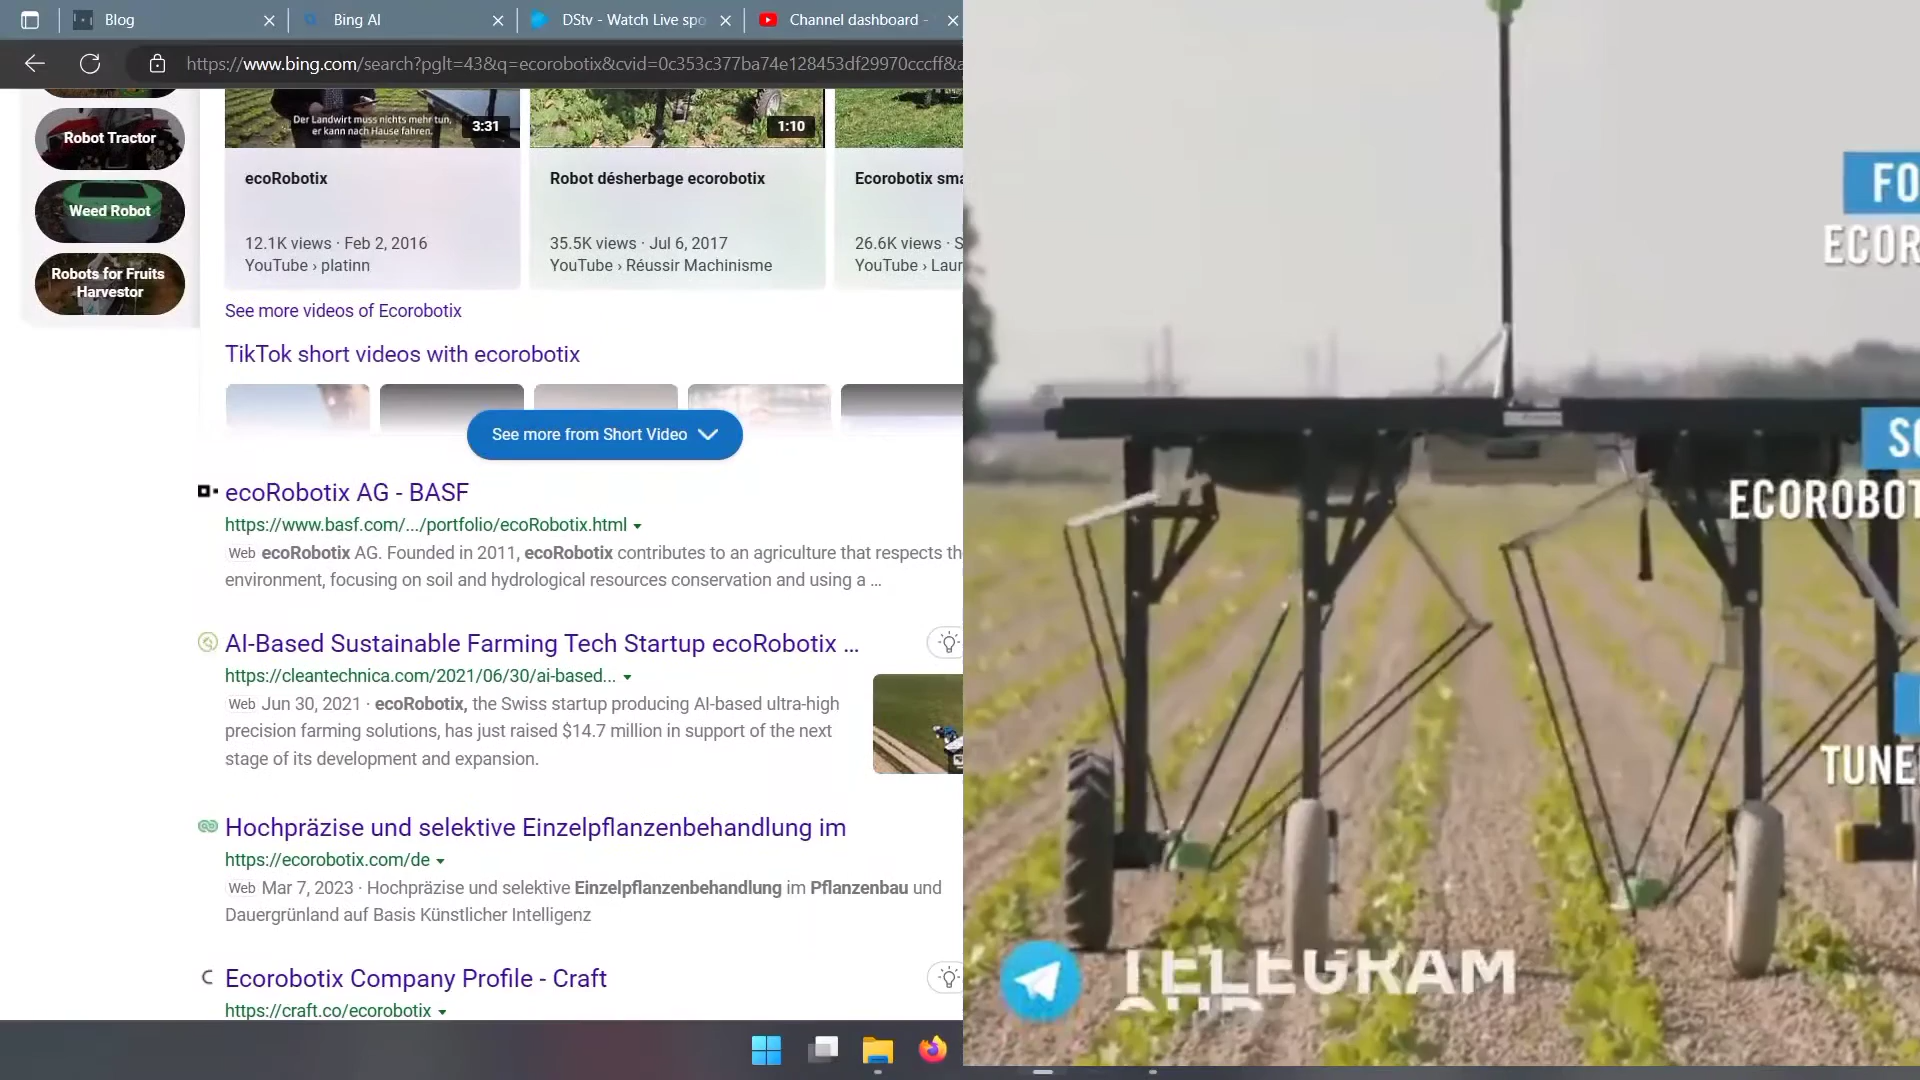 Blog
Bing AI
DStv - Watch Live spo
Channel dashboard -
https://www.bing.com/search?pglt=43&q=ecorobotix&cvid=0c353c377ba74e128453df29970cccff&a
Robot Tractor
Weed Robot
Robots for Fruits
Harvestor
Der Landwirt muss nichts mehr tun,
er kann nach Hause fahren.
3:31
1:10
ecoRobotix
12.1K views · Feb 2, 2016
YouTube › platinn
Robot désherbage ecorobotix
35.5K views · Jul 6, 2017
YouTube › Réussir Machinisme
Ecorobotix sma
26.6K views · S
YouTube › Laur
See more videos of Ecorobotix
TikTok short videos with ecorobotix
See more from Short Video
ecoRobotix AG - BASF
https://www.basf.com/.../portfolio/ecoRobotix.html
Web ecoRobotix AG. Founded in 2011, ecoRobotix contributes to an agriculture that respects th
environment, focusing on soil and hydrological resources conservation and using a ...
AI-Based Sustainable Farming Tech Startup ecoRobotix ...
https://cleantechnica.com/2021/06/30/ai-based...
Web Jun 30, 2021 · ecoRobotix, the Swiss startup producing AI-based ultra-high
precision farming solutions, has just raised $14.7 million in support of the next
stage of its development and expansion.
Hochpräzise und selektive Einzelpflanzenbehandlung im
https://ecorobotix.com/de
Web Mar 7, 2023 · Hochpräzise und selektive Einzelpflanzenbehandlung im Pflanzenbau und
Dauergrünland auf Basis Künstlicher Intelligenz
Ecorobotix Company Profile - Craft
https://craft.co/ecorobotix
FO
ECOR
SO
ECOROBOT
TUNE
TELEGRAM